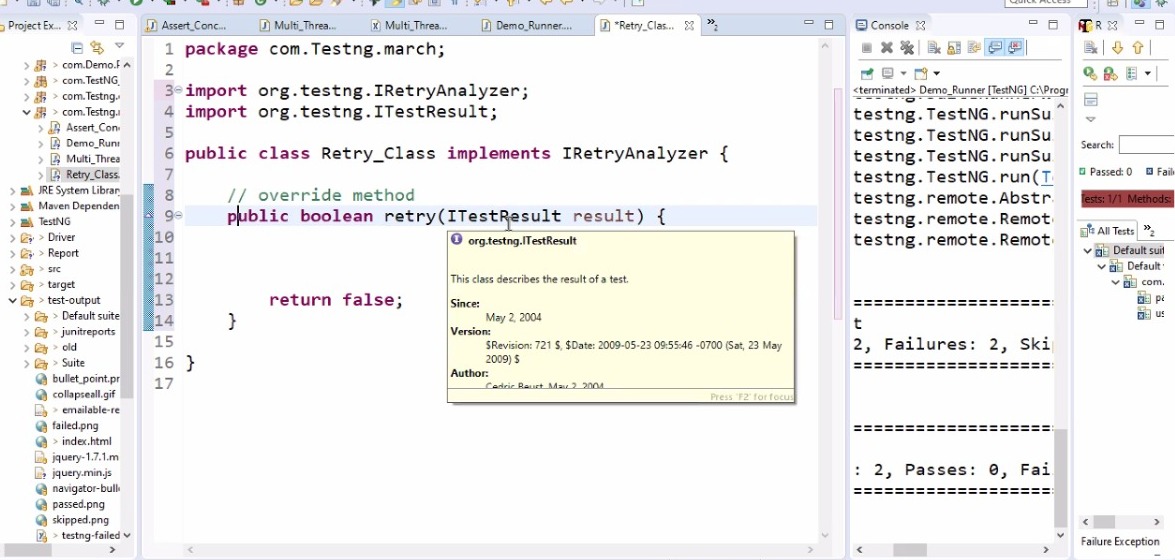 Quick Access
Project Ex...
com.Demo.P
com.TestNG_
com.Testng.
com.Testng.
Assert_Con
Demo_Runn
Multi_Threa
Retry_Class.
JRE System Librar
Maven Dependen
TestNG
> Driver
> Report
> src
> target
> test-output
> Default suite
> junitreports
> old
> Suite
bullet_point.pr
collapseall.gif
> emailable-re
failed.png
> index.html
jquery-1.7.1.m
jquery.min.js
navigator-bull
passed.png
skipped.png
> testng-failed
Assert_Conc... Multi_Threa... Multi_Threa... Demo_Runner.... *Retry_Clas... »2
1 package com.Testng.march;
2
3 import org.testng.IRetryAnalyzer;
4 import org.testng.ITestResult;
5
6 public class Retry_Class implements IRetryAnalyzer {
7
8 // override method
9 public boolean retry(ITestResult result) {
10
11
12
13 return false;
14 }
15
16 }
17
org.testng.ITestResult
This class describes the result of a test.
Since:
May 2, 2004
Version:
$Revision: 721 $, $Date: 2009-05-23 09:55:46 -0700 (Sat, 23 May
2009) $
Author:
Cedric Beust, May 2, 2004
Press 'F2' for focus
Console
<terminated> Demo_Runner [TestNG] C:\Progr
testng.TestNG.runSu
testng.TestNG.runSu
testng.TestNG.runSu
testng.TestNG.run(T
testng.remote.Abstr
testng.remote.Remot
testng.remote.Remot
t
2, Failures: 2, Skip
: 2, Passes: 0, Fai
R
Search:
Passed: 0 Fail
Tests: 1/1 Methods:
All Tests »2
Default suit
Default
com.
pa
us
Failure Exception